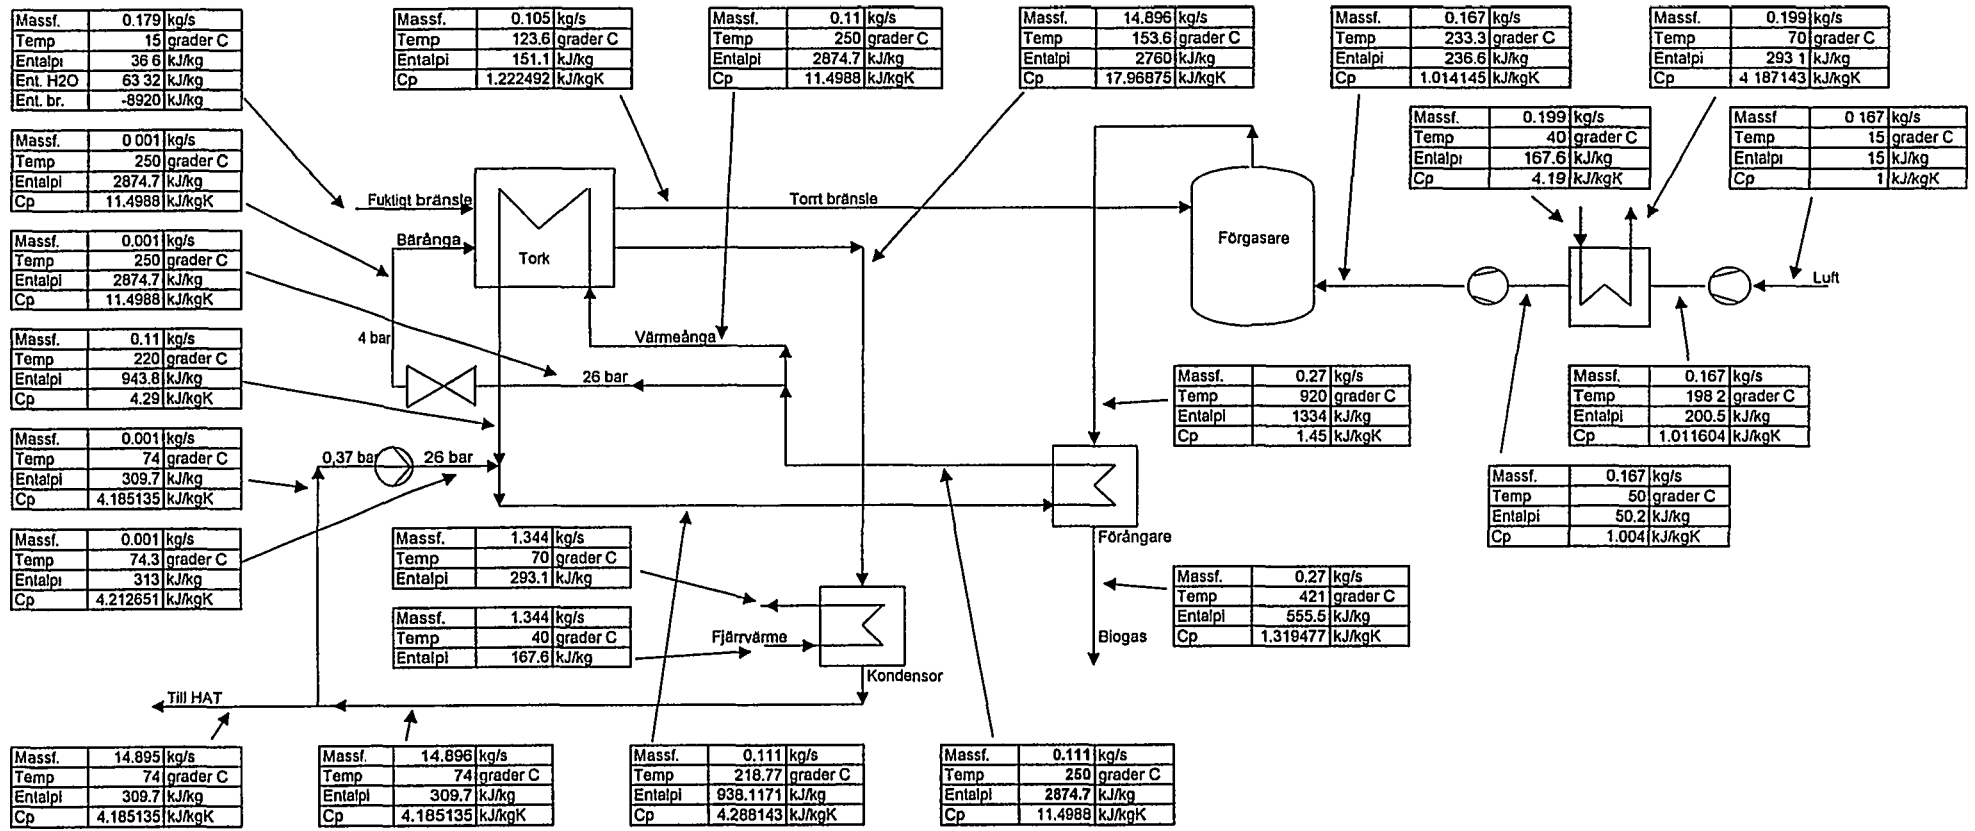 Massf. 0.179 kg/s
Temp 15 grader C
Entalpi 36 6 kJ/kg
Ent. H2O 63 32 kJ/kg
Ent. br. -8920 kJ/kg
Massf. 0.105 kg/s
Temp 123.6 grader C
Entalpi 151.1 kJ/kg
Cp 1.222492 kJ/kgK
Massf. 0.11 kg/s
Temp 250 grader C
Entalpi 2874.7 kJ/kg
Cp 11.4988 kJ/kgK
Massf. 14.896 kg/s
Temp 153.6 grader C
Entalpi 2760 kJ/kg
Cp 17.96875 kJ/kgK
Massf. 0.167 kg/s
Temp 233.3 grader C
Entalpi 236.6 kJ/kg
Cp 1.014145 kJ/kgK
Massf. 0.199 kg/s
Temp 70 grader C
Entalpi 293 1 kJ/kg
Cp 4 187143 kJ/kgK
Massf. 0.199 kg/s
Temp 40 grader C
Entalpi 167.6 kJ/kg
Cp 4.19 kJ/kgK
Massf 0 167 kg/s
Temp 15 grader C
Entalpi 15 kJ/kg
Cp 1 kJ/kgK
Massf. 0 001 kg/s
Temp 250 grader C
Entalpi 2874.7 kJ/kg
Cp 11.4988 kJ/kgK
Fuktigt bränsle
Torrt bränsle
Bärånga
Tork
Förgasare
Luft
Massf. 0.001 kg/s
Temp 250 grader C
Entalpi 2874.7 kJ/kg
Cp 11.4988 kJ/kgK
4 bar
Värmeånga
26 bar
Massf. 0.11 kg/s
Temp 220 grader C
Entalpi 943.8 kJ/kg
Cp 4.29 kJ/kgK
Massf. 0.27 kg/s
Temp 920 grader C
Entalpi 1334 kJ/kg
Cp 1.45 kJ/kgK
Massf. 0.167 kg/s
Temp 198 2 grader C
Entalpi 200.5 kJ/kg
Cp 1.011604 kJ/kgK
Massf. 0.001 kg/s
Temp 74 grader C
Entalpi 309.7 kJ/kg
Cp 4.185135 kJ/kgK
0,37 bar
26 bar
Massf. 0.167 kg/s
Temp 50 grader C
Entalpi 50.2 kJ/kg
Cp 1.004 kJ/kgK
Massf. 0.001 kg/s
Temp 74.3 grader C
Entalpi 313 kJ/kg
Cp 4.212651 kJ/kgK
Massf. 1.344 kg/s
Temp 70 grader C
Entalpi 293.1 kJ/kg
Förångare
Massf. 0.27 kg/s
Temp 421 grader C
Entalpi 555.5 kJ/kg
Cp 1.319477 kJ/kgK
Massf. 1.344 kg/s
Temp 40 grader C
Entalpi 167.6 kJ/kg
Fjärrvärme
Biogas
Kondensor
Till HAT
Massf. 14.895 kg/s
Temp 74 grader C
Entalpi 309.7 kJ/kg
Cp 4.185135 kJ/kgK
Massf. 14.896 kg/s
Temp 74 grader C
Entalpi 309.7 kJ/kg
Cp 4.185135 kJ/kgK
Massf. 0.111 kg/s
Temp 218.77 grader C
Entalpi 938.1171 kJ/kg
Cp 4.288143 kJ/kgK
Massf. 0.111 kg/s
Temp 250 grader C
Entalpi 2874.7 kJ/kg
Cp 11.4988 kJ/kgK